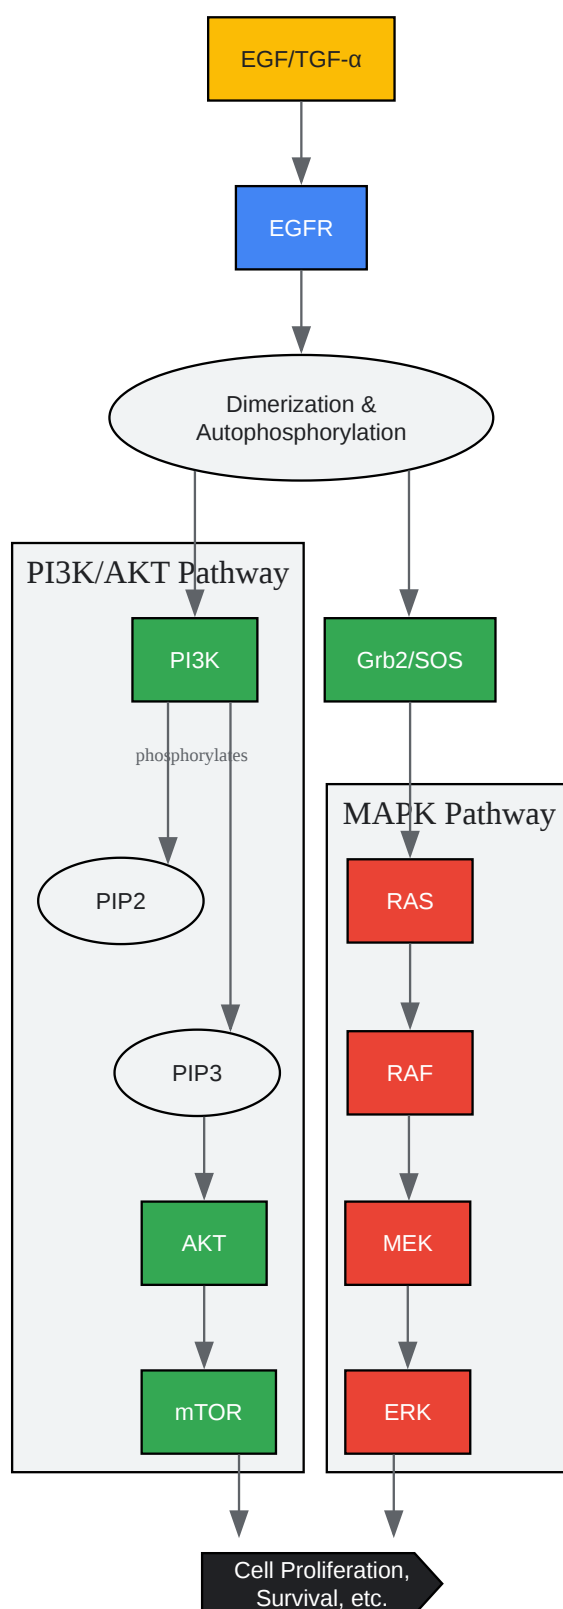 EGF/TGF-α
EGFR
Dimerization &
Autophosphorylation
PI3K/AKT Pathway
PI3K
Grb2/SOS
phosphorylates
MAPK Pathway
PIP2
RAS
PIP3
RAF
AKT
MEK
mTOR
ERK
Cell Proliferation,
Survival, etc.